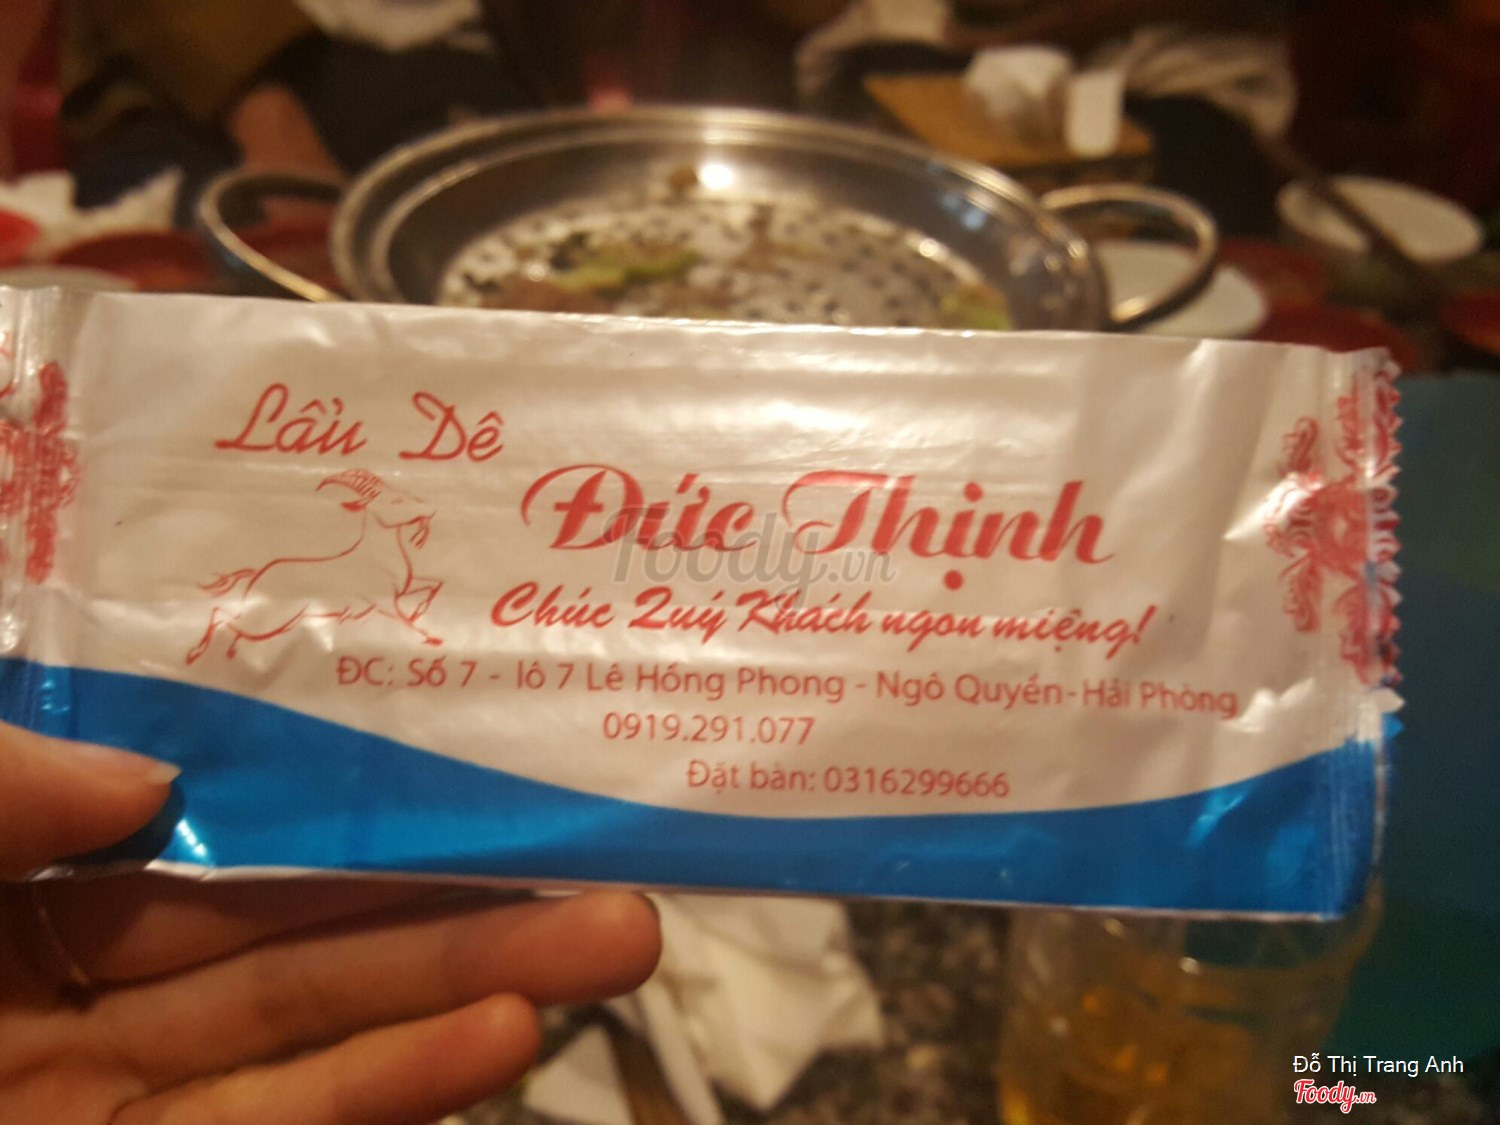 Lẩu Dê
Đức Thịnh
Foody.vn
Chúc Quý Khách ngon miệng!
ĐC: Số 7 - lô 7 Lê Hồng Phong - Ngô Quyền - Hải Phòng
0919.291.077
Đặt bàn: 0316299666
Đỗ Thị Trang Anh
Foody.vn